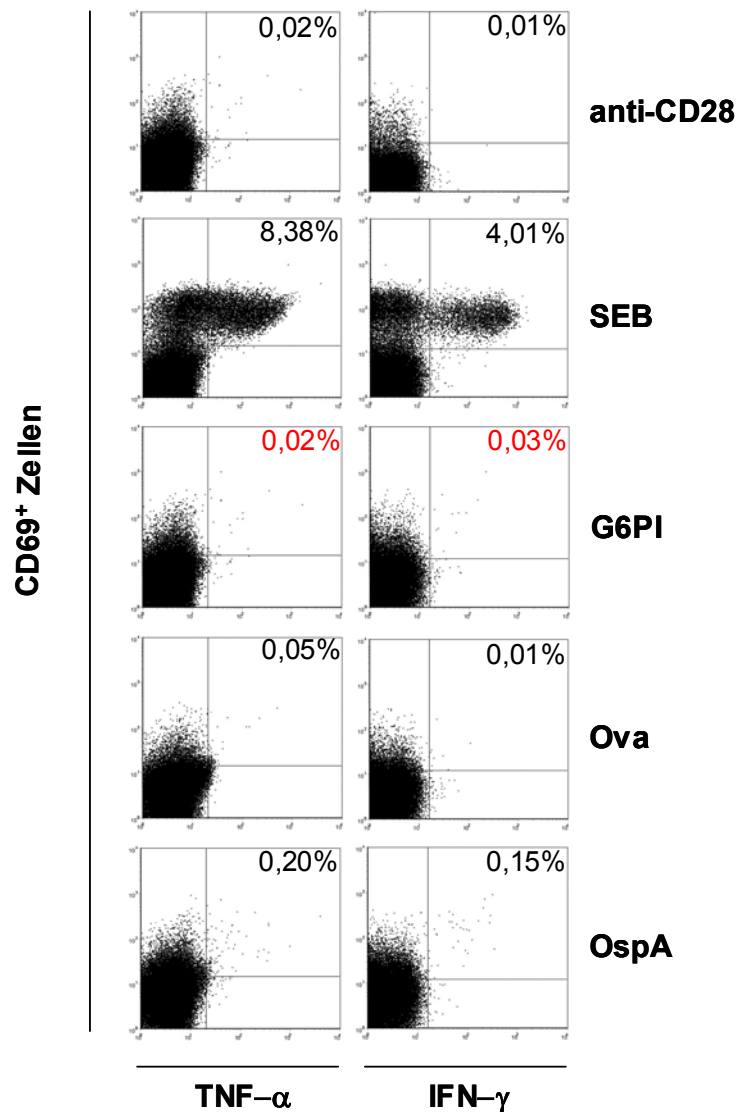 0,02%
0,01%
anti-CD28
8,38%
4,01%
SEB
0,02%
0,03%
G6PI
0,05%
0,01%
Ova
0,20%
0,15%
OspA
CD69⁺ Zellen
TNF–α
IFN–γ